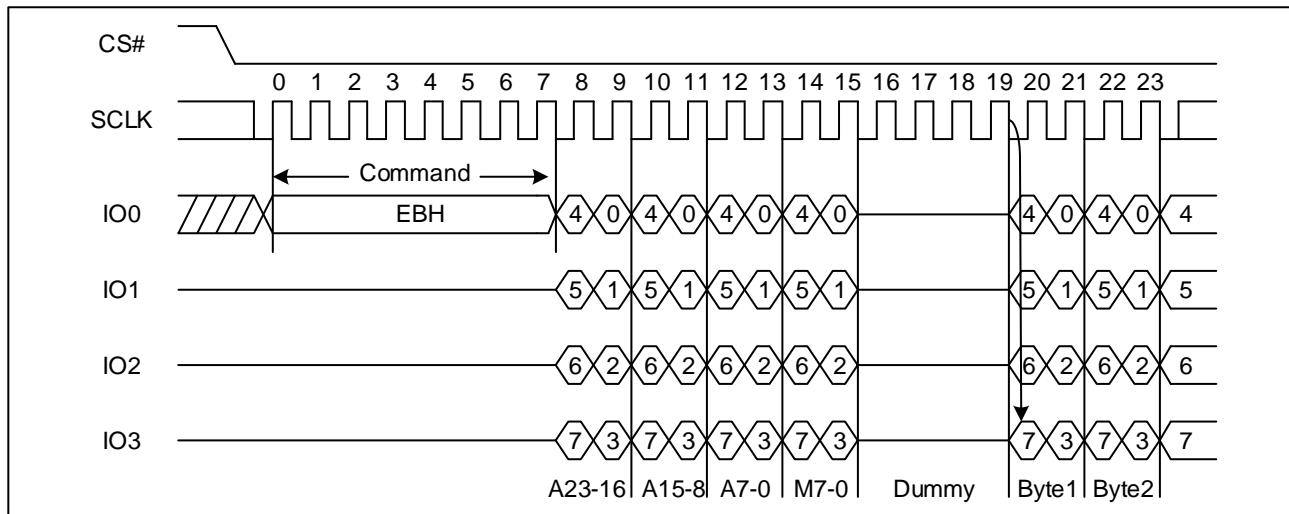 CS#
0 1 2 3 4 5 6 7 8 9 10 11 12 13 14 15 16 17 18 19 20 21 22 23
SCLK
Command
IO0 EBH 4 0 4 0 4 0 4 0 4 0 4 0 4
IO1 5 1 5 1 5 1 5 1 5 1 5 1 5
IO2 6 2 6 2 6 2 6 2 6 2 6 2 6
IO3 7 3 7 3 7 3 7 3 7 3 7 3 7
A23-16 A15-8 A7-0 M7-0 Dummy Byte1 Byte2